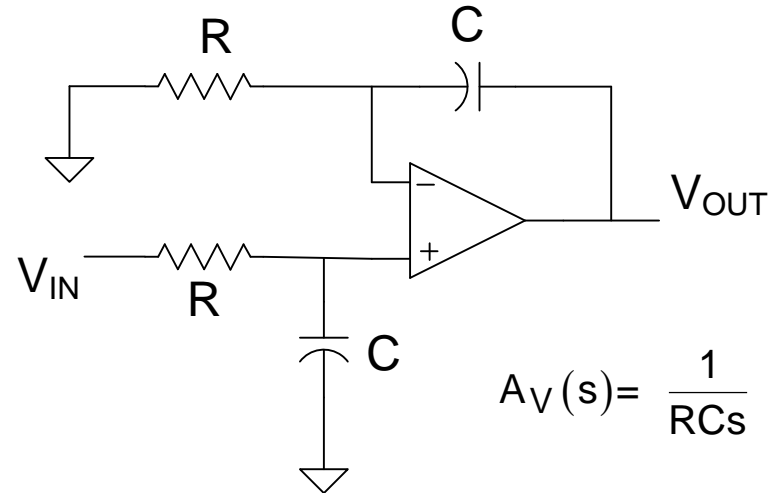 R
C
−
V_OUT
+
V_IN
R
C
A_V(s)= 1/RCs